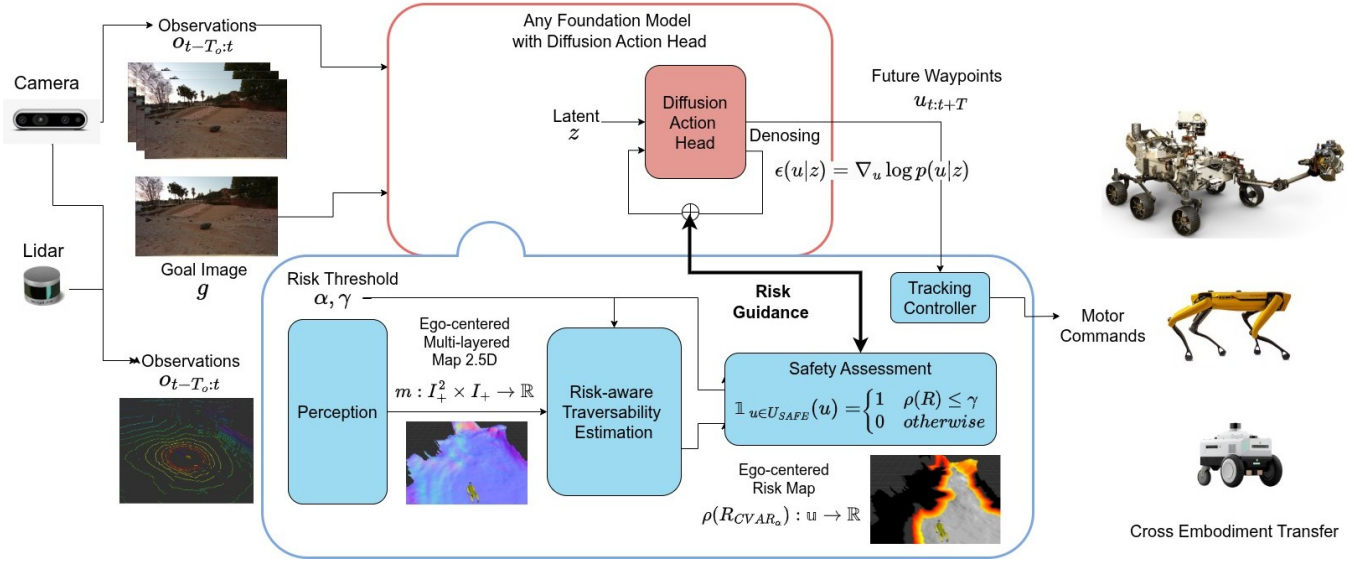 Camera
Observations
𝒐_{t−T_o:t}
Goal Image
g
Lidar
Observations
𝒐_{t−T_o:t}
Any Foundation Model
with Diffusion Action Head
Latent
z
Diffusion
Action
Head
Denosing
ϵ(u|z) = ∇_u log p(u|z)
Future Waypoints
u_{t:t+T}
Risk Threshold
α, γ
Perception
Ego-centered
Multi-layered
Map 2.5D
m : I_+^2 × I_+ → ℝ
Risk-aware
Traversability
Estimation
Risk
Guidance
Safety Assessment
𝟙_{u∈U_{SAFE}}(u) = {1 ρ(R) ≤ γ
0 otherwise
Ego-centered
Risk Map
ρ(R_{CVAR_α}) : 𝕦 → ℝ
Tracking
Controller
Motor
Commands
Cross Embodiment Transfer